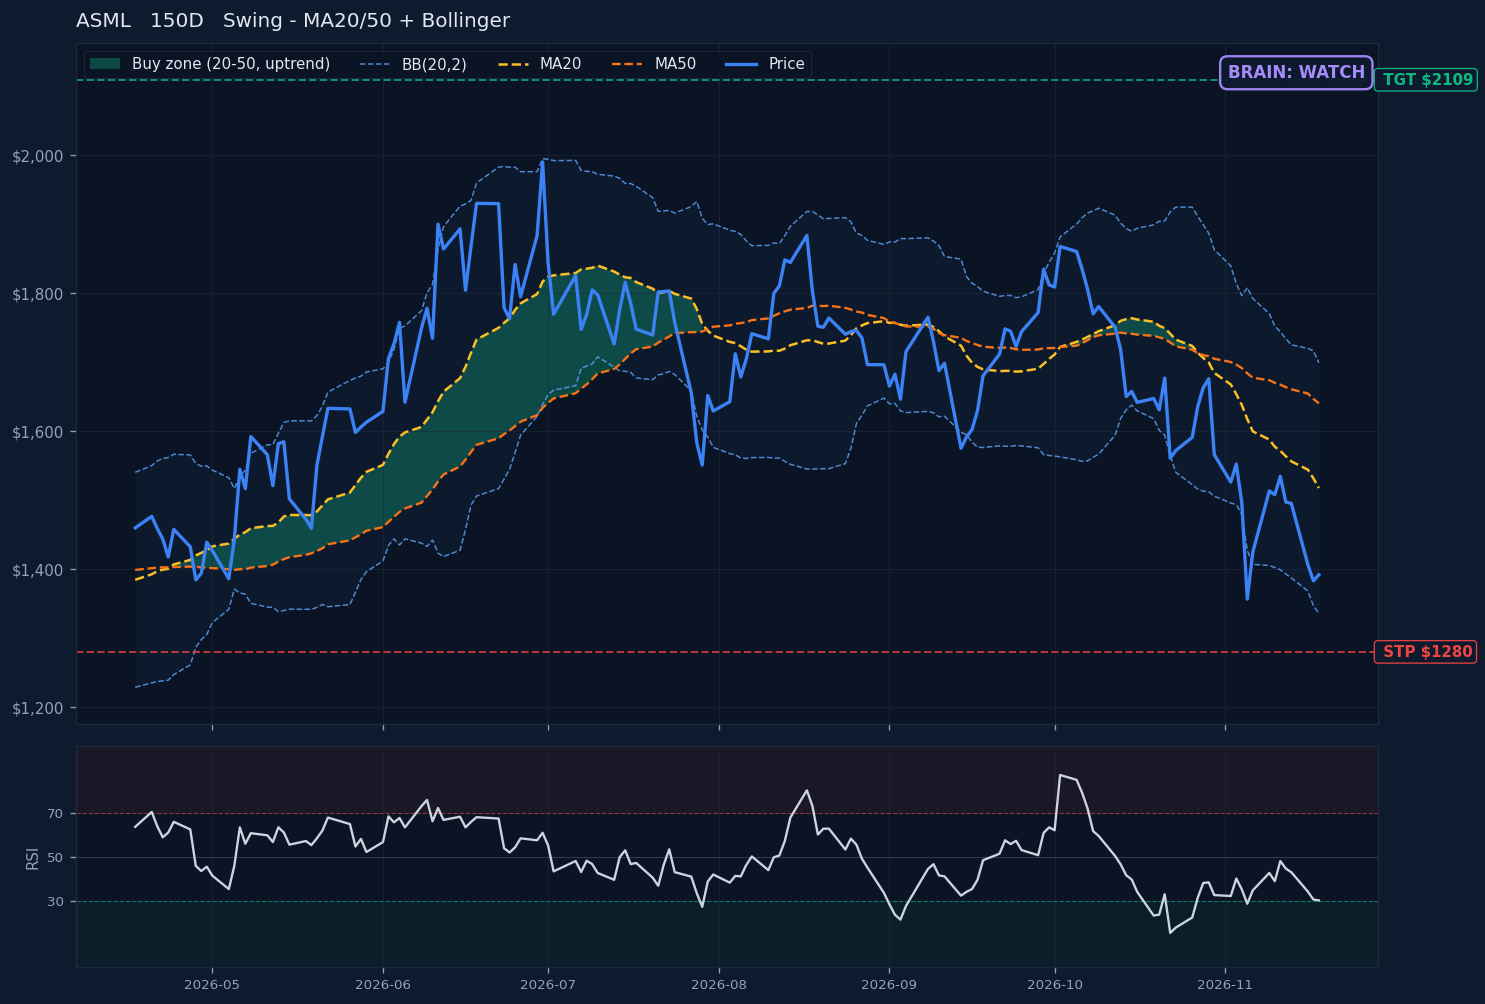 ASML   150D   Swing - MA20/50 + Bollinger
Buy zone (20-50, uptrend)   BB(20,2)   MA20   MA50   Price
BRAIN: WATCH
TGT $2109
$2,000
$1,800
$1,600
$1,400
STP $1280
$1,200
70
50
30
RSI
2026-05   2026-06   2026-07   2026-08   2026-09   2026-10   2026-11